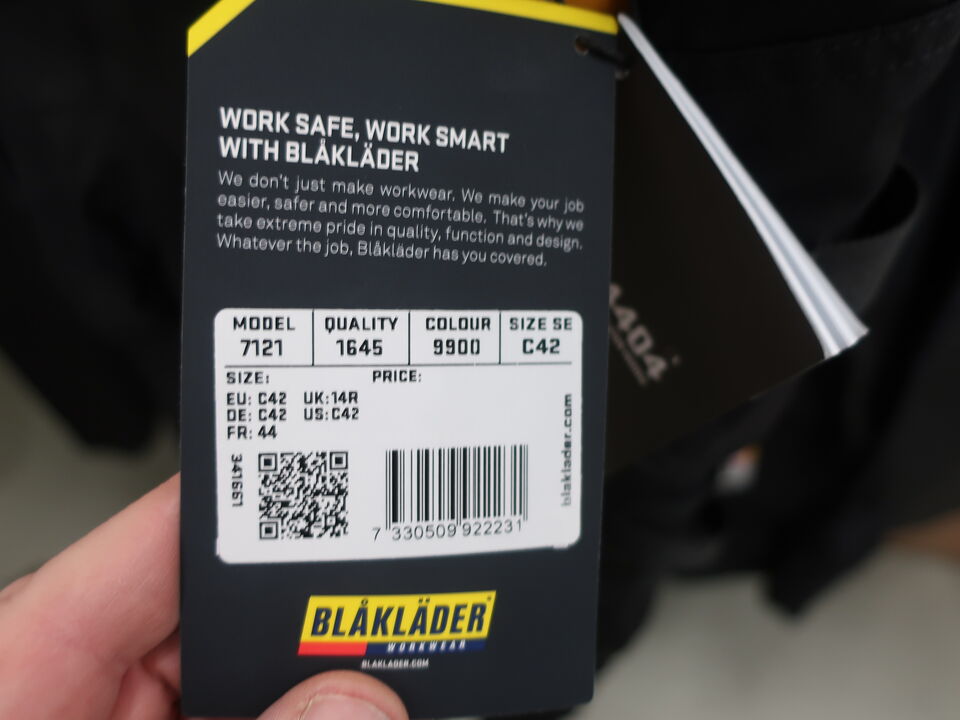 WORK SAFE, WORK SMART
WITH BLÅKLÄDER
We don't just make workwear. We make your job
easier, safer and more comfortable. That's why we
take extreme pride in quality, function and design.
Whatever the job, Blåkläder has you covered.
MODEL QUALITY COLOUR SIZE SE
7121 1645 9900 C42
SIZE: PRICE:
EU: C42 UK:14R
DE: C42 US:C42
FR: 44
341661
blaklader.com
7 330509 922231
BLÅKLÄDER
WORKWEAR
BLAKLADER.COM